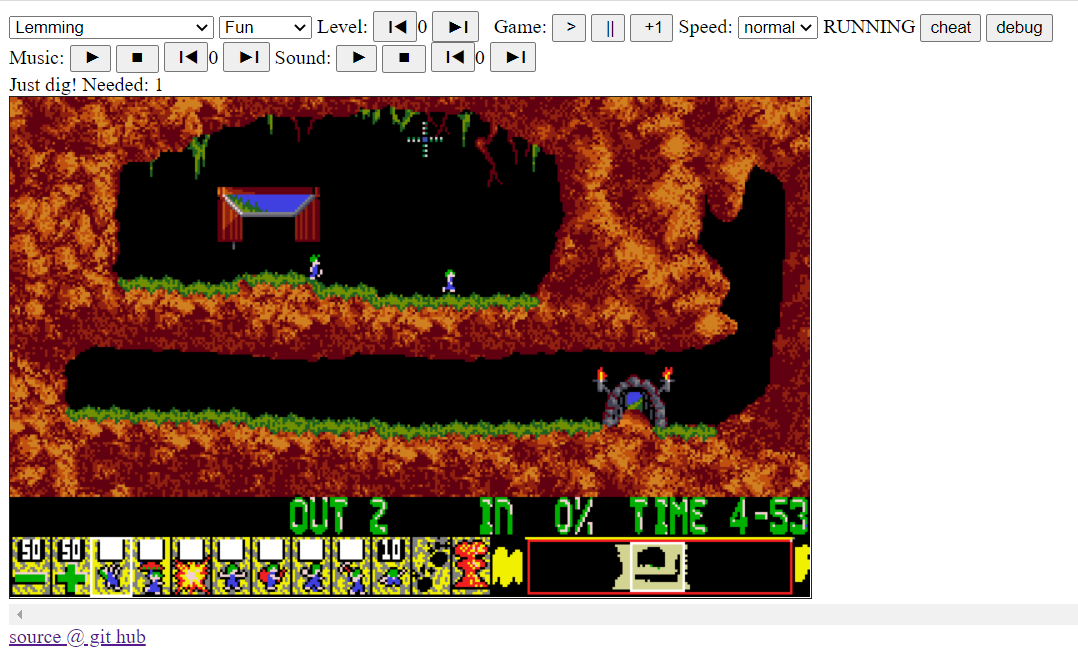 Lemming Fun Level: 0 Game: > || +1 Speed: normal RUNNING cheat debug
Music: 0 Sound: 0
Just dig! Needed: 1
OUT 2 IN 0% TIME 4-53
50 50 10
source @ git hub